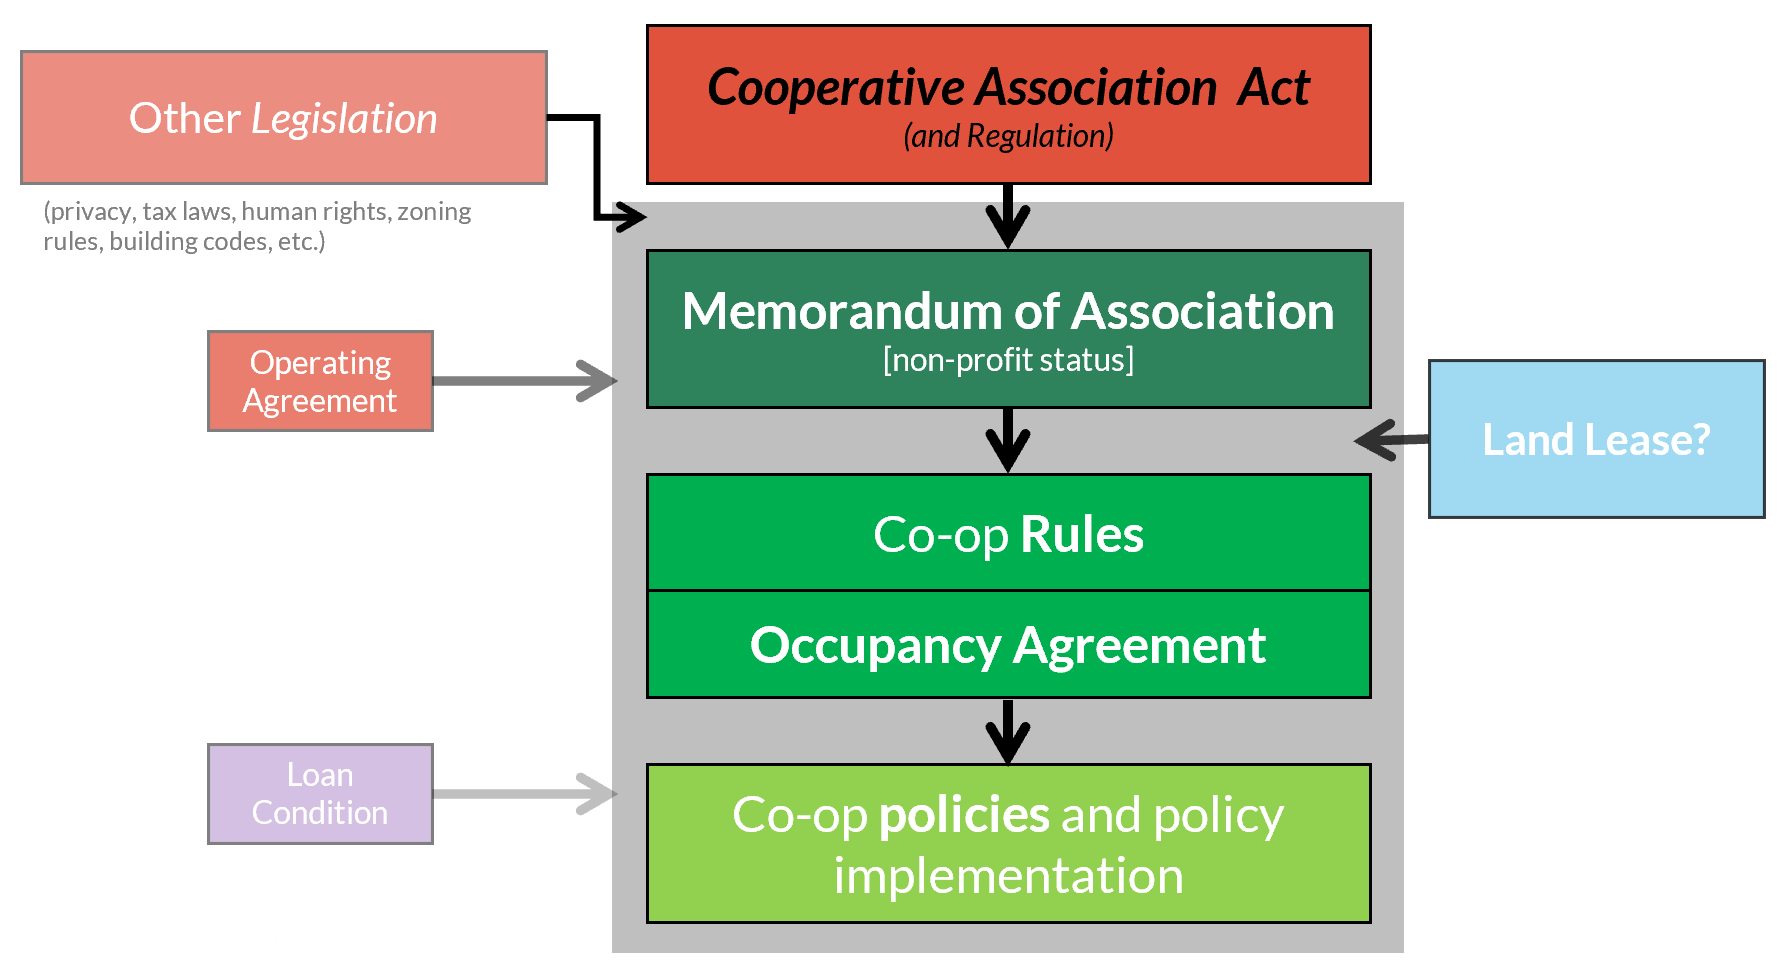 Cooperative Association Act
(and Regulation)
Other Legislation
(privacy, tax laws, human rights, zoning
rules, building codes, etc.)
Memorandum of Association
[non-profit status]
Operating
Agreement
Land Lease?
Co-op Rules
Occupancy Agreement
Loan
Condition
Co-op policies and policy
implementation